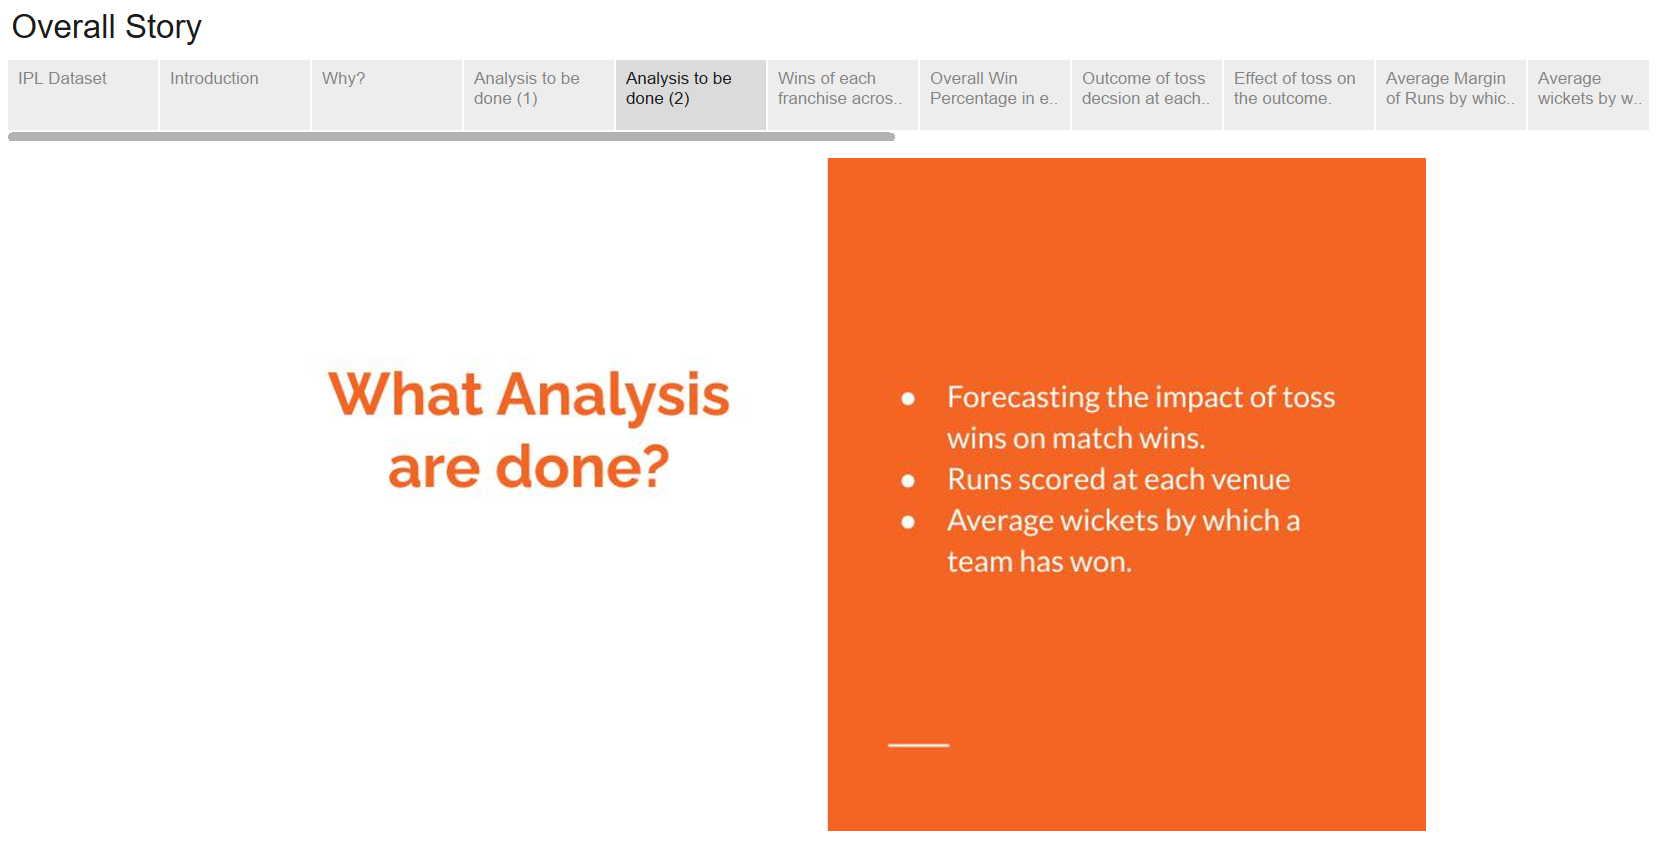 Overall Story
IPL Dataset
Introduction
Why?
Analysis to be
done (1)
Analysis to be
done (2)
Wins of each
franchise acros..
Overall Win
Percentage in e..
Outcome of toss
decsion at each..
Effect of toss on
the outcome.
Average Margin
of Runs by whic..
Average
wickets by w..
What Analysis
are done?
● Forecasting the impact of toss
wins on match wins.
● Runs scored at each venue
● Average wickets by which a
team has won.